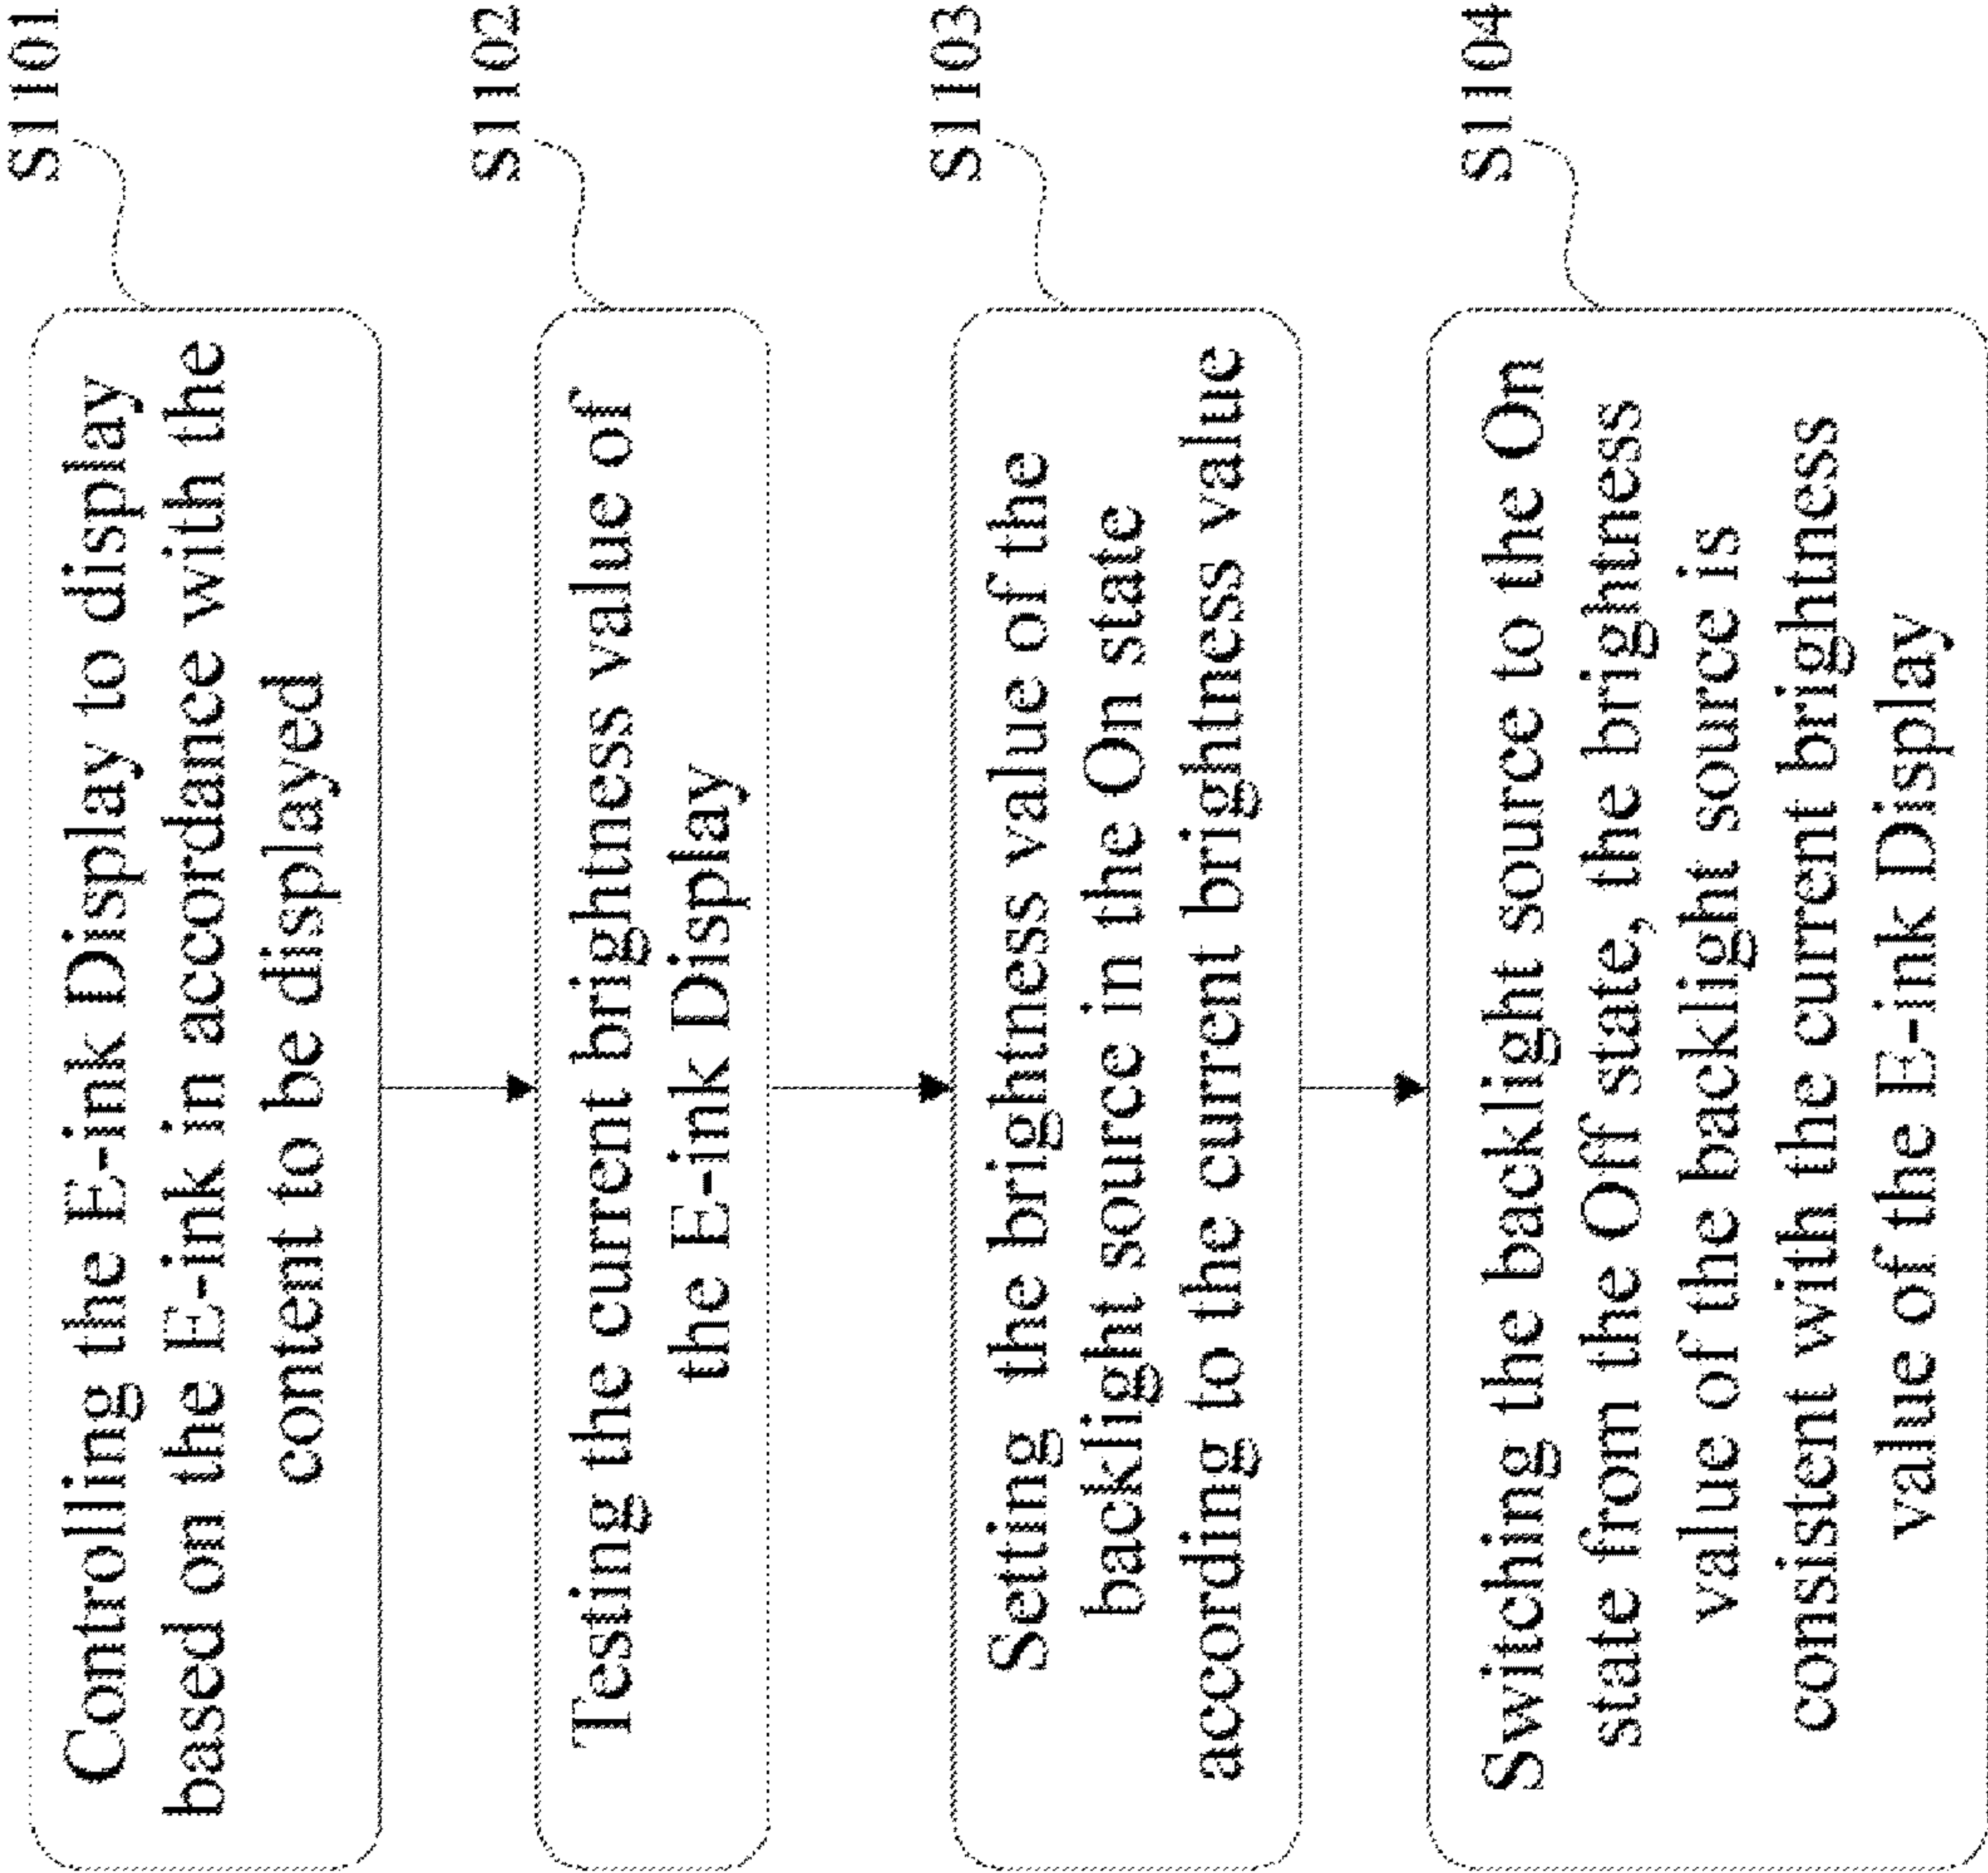 S1101
Controlling the E-ink Display to display
based on the E-ink in accordance with the
content to be displayed
S1102
Testing the current brightness value of
the E-ink Display
S1103
Setting the brightness value of the
backlight source in the On state
according to the current brightness value
S1104
Switching the backlight source to the On
state from the Off state, the brightness
value of the backlight source is
consistent with the current brightness
value of the E-ink Display